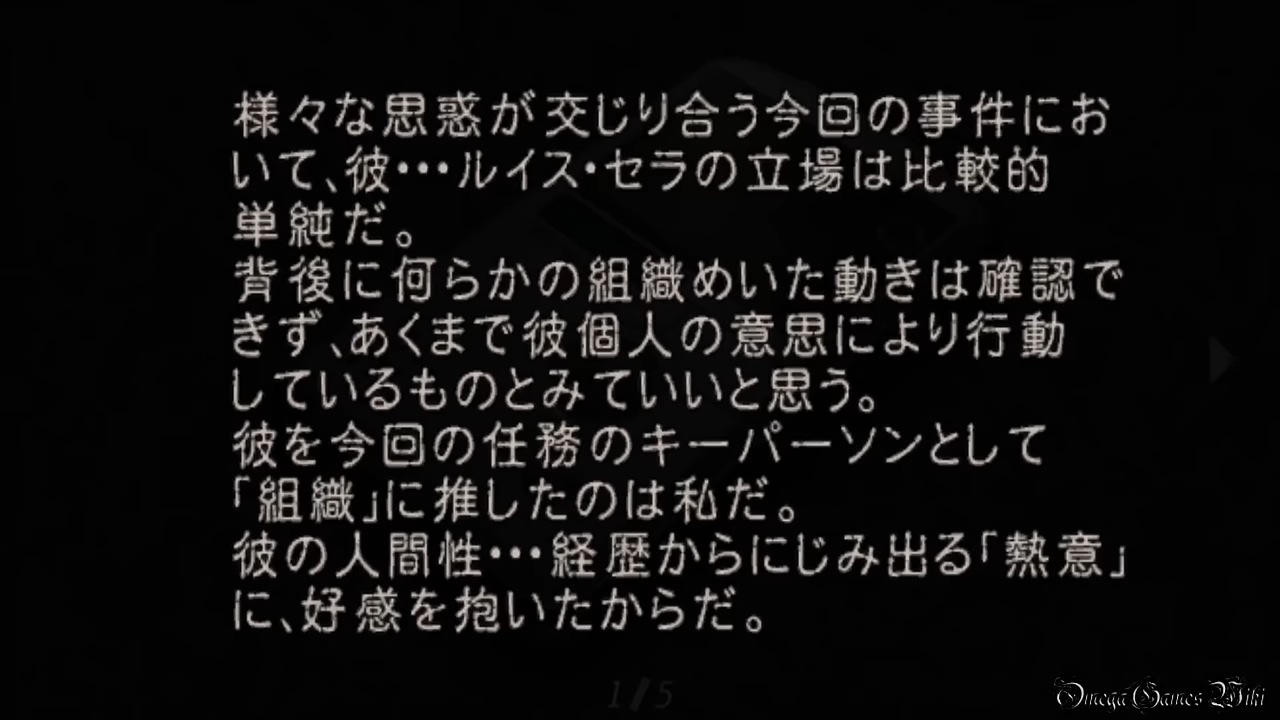 様々な思惑が交じり合う今回の事件にお
いて、彼･･･ルイス･セラの立場は比較的
単純だ。
背後に何らかの組織めいた動きは確認で
きず、あくまで彼個人の意思により行動
しているものとみていいと思う。
彼を今回の任務のキーパーソンとして
「組織」に推したのは私だ。
彼の人間性･･･経歴からにじみ出る「熱意」
に、好感を抱いたからだ。
1/5
Omega Games Wiki